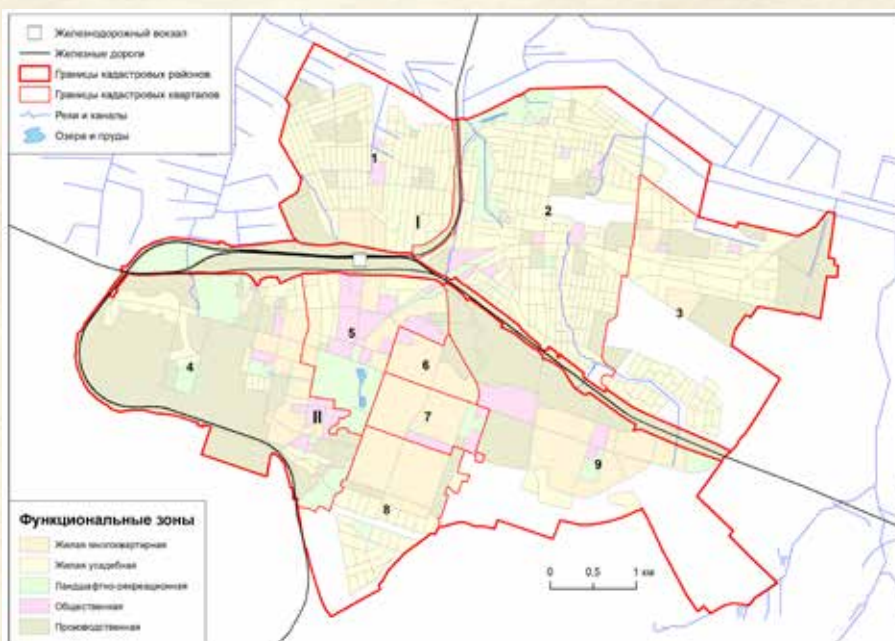 Железнодорожный вокзал
Железные дороги
Границы кадастровых районов
Границы кадастровых кварталов
Реки и каналы
Озера и пруды
1
2
I
3
5
4
6
II
7
9
8
0 0,5 1 км
Функциональные зоны
Жилая многоквартирная
Жилая усадебная
Ландшафтно-рекреационная
Общественная
Производственная